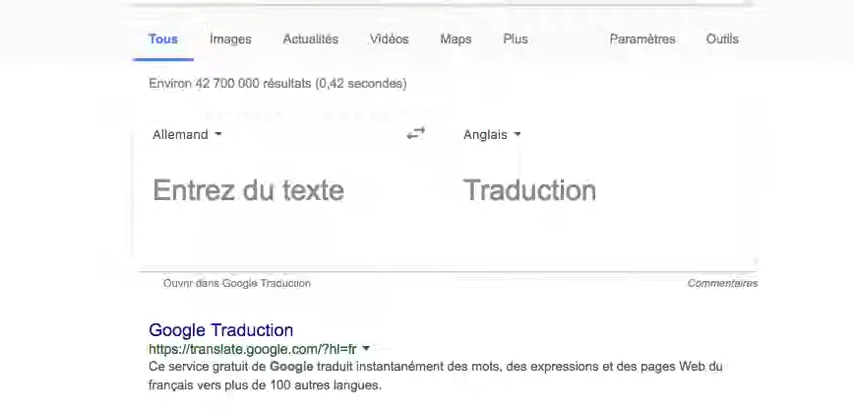 Tous Images Actualités Vidéos Maps Plus Paramètres Outils
Environ 42 700 000 résultats (0,42 secondes)
Allemand Anglais
Entrez du texte Traduction
Ouvrir dans Google Traduction Commentaires
Google Traduction
https://translate.google.com/?hl=fr
Ce service gratuit de Google traduit instantanément des mots, des expressions et des pages Web du
français vers plus de 100 autres langues.